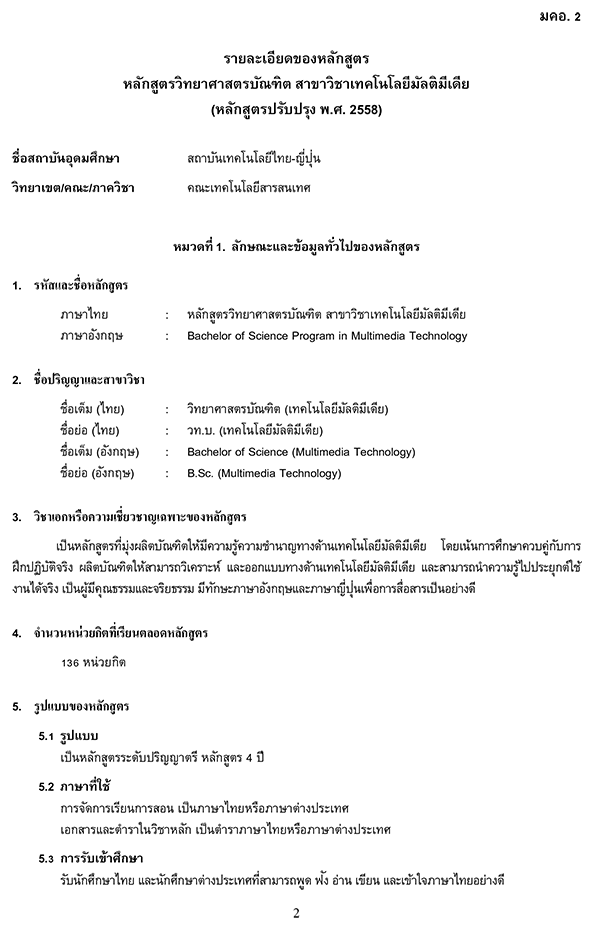 มคอ. 2
รายละเอียดของหลักสูตร
หลักสูตรวิทยาศาสตรบัณฑิต สาขาวิชาเทคโนโลยีมัลติมีเดีย
(หลักสูตรปรับปรุง พ.ศ. 2558)
ชื่อสถาบันอุดมศึกษา สถาบันเทคโนโลยีไทย-ญี่ปุ่น
วิทยาเขต/คณะ/ภาควิชา คณะเทคโนโลยีสารสนเทศ
หมวดที่ 1. ลักษณะและข้อมูลทั่วไปของหลักสูตร
1. รหัสและชื่อหลักสูตร
ภาษาไทย : หลักสูตรวิทยาศาสตรบัณฑิต สาขาวิชาเทคโนโลยีมัลติมีเดีย
ภาษาอังกฤษ : Bachelor of Science Program in Multimedia Technology
2. ชื่อปริญญาและสาขาวิชา
ชื่อเต็ม (ไทย) : วิทยาศาสตรบัณฑิต (เทคโนโลยีมัลติมีเดีย)
ชื่อย่อ (ไทย) : วท.บ. (เทคโนโลยีมัลติมีเดีย)
ชื่อเต็ม (อังกฤษ) : Bachelor of Science (Multimedia Technology)
ชื่อย่อ (อังกฤษ) : B.Sc. (Multimedia Technology)
3. วิชาเอกหรือความเชี่ยวชาญเฉพาะของหลักสูตร
เป็นหลักสูตรที่มุ่งผลิตบัณฑิตให้มีความรู้ความชำนาญทางด้านเทคโนโลยีมัลติมีเดีย โดยเน้นการศึกษาควบคู่กับการ
ฝึกปฏิบัติจริง ผลิตบัณฑิตให้สามารถวิเคราะห์ และออกแบบทางด้านเทคโนโลยีมัลติมีเดีย และสามารถนำความรู้ไปประยุกต์ใช้
งานได้จริง เป็นผู้มีคุณธรรมและจริยธรรม มีทักษะภาษาอังกฤษและภาษาญี่ปุ่นเพื่อการสื่อสารเป็นอย่างดี
4. จำนวนหน่วยกิตที่เรียนตลอดหลักสูตร
136 หน่วยกิต
5. รูปแบบของหลักสูตร
5.1 รูปแบบ
เป็นหลักสูตรระดับปริญญาตรี หลักสูตร 4 ปี
5.2 ภาษาที่ใช้
การจัดการเรียนการสอน เป็นภาษาไทยหรือภาษาต่างประเทศ
เอกสารและตำราในวิชาหลัก เป็นตำราภาษาไทยหรือภาษาต่างประเทศ
5.3 การรับเข้าศึกษา
รับนักศึกษาไทย และนักศึกษาต่างประเทศที่สามารถพูด ฟัง อ่าน เขียน และเข้าใจภาษาไทยอย่างดี
2